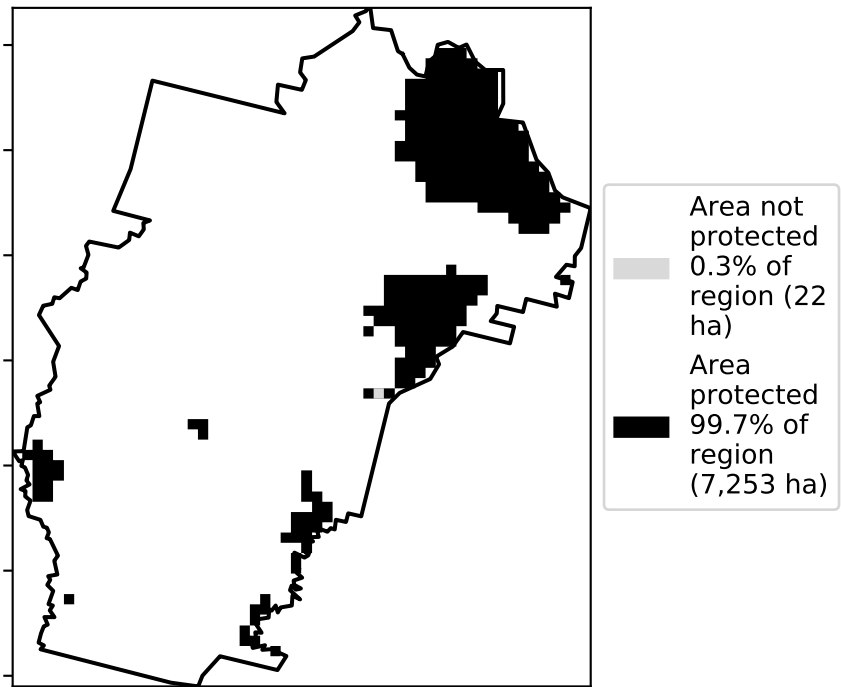 Area not
protected
0.3% of
region (22
ha)
Area
protected
99.7% of
region
(7,253 ha)